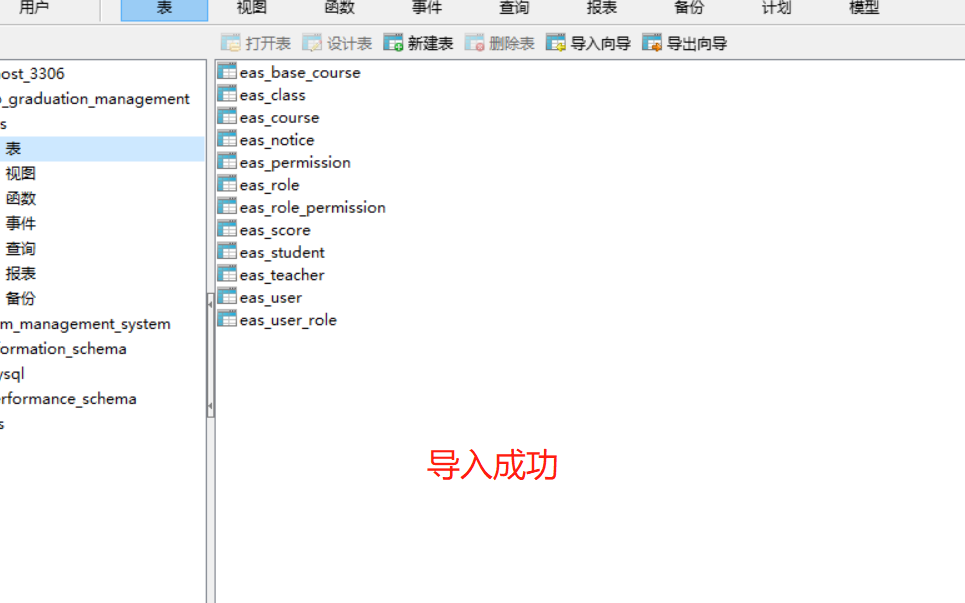 用户 表 视图 函数 事件 查询 报表 备份 计划 模型
打开表 设计表 新建表 删除表 导入向导 导出向导
ost_3306
_graduation_management
s
表
视图
函数
事件
查询
报表
备份
m_management_system
formation_schema
ysql
erformance_schema
s
eas_base_course
eas_class
eas_course
eas_notice
eas_permission
eas_role
eas_role_permission
eas_score
eas_student
eas_teacher
eas_user
eas_user_role
导入成功